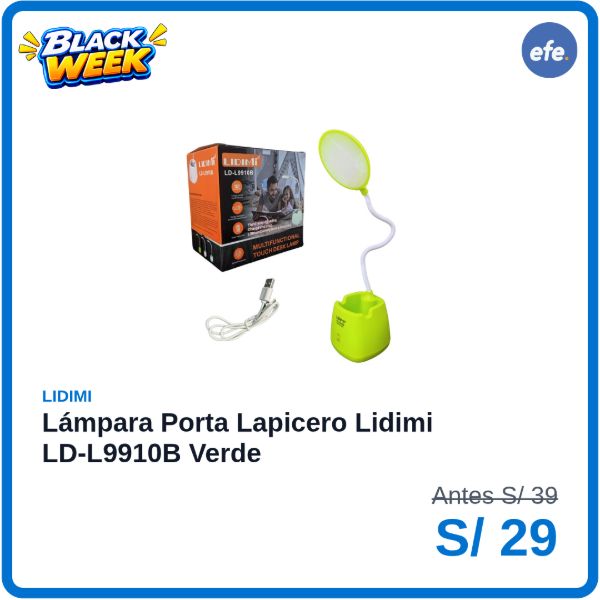 BLACK
WEEK
efe.
LIDIMI
LD-L9910B
MULTIFUNCTIONAL
TOUCH DESK LAMP
LIDIMI
Lámpara Porta Lapicero Lidimi
LD-L9910B Verde
Antes S/ 39
S/ 29